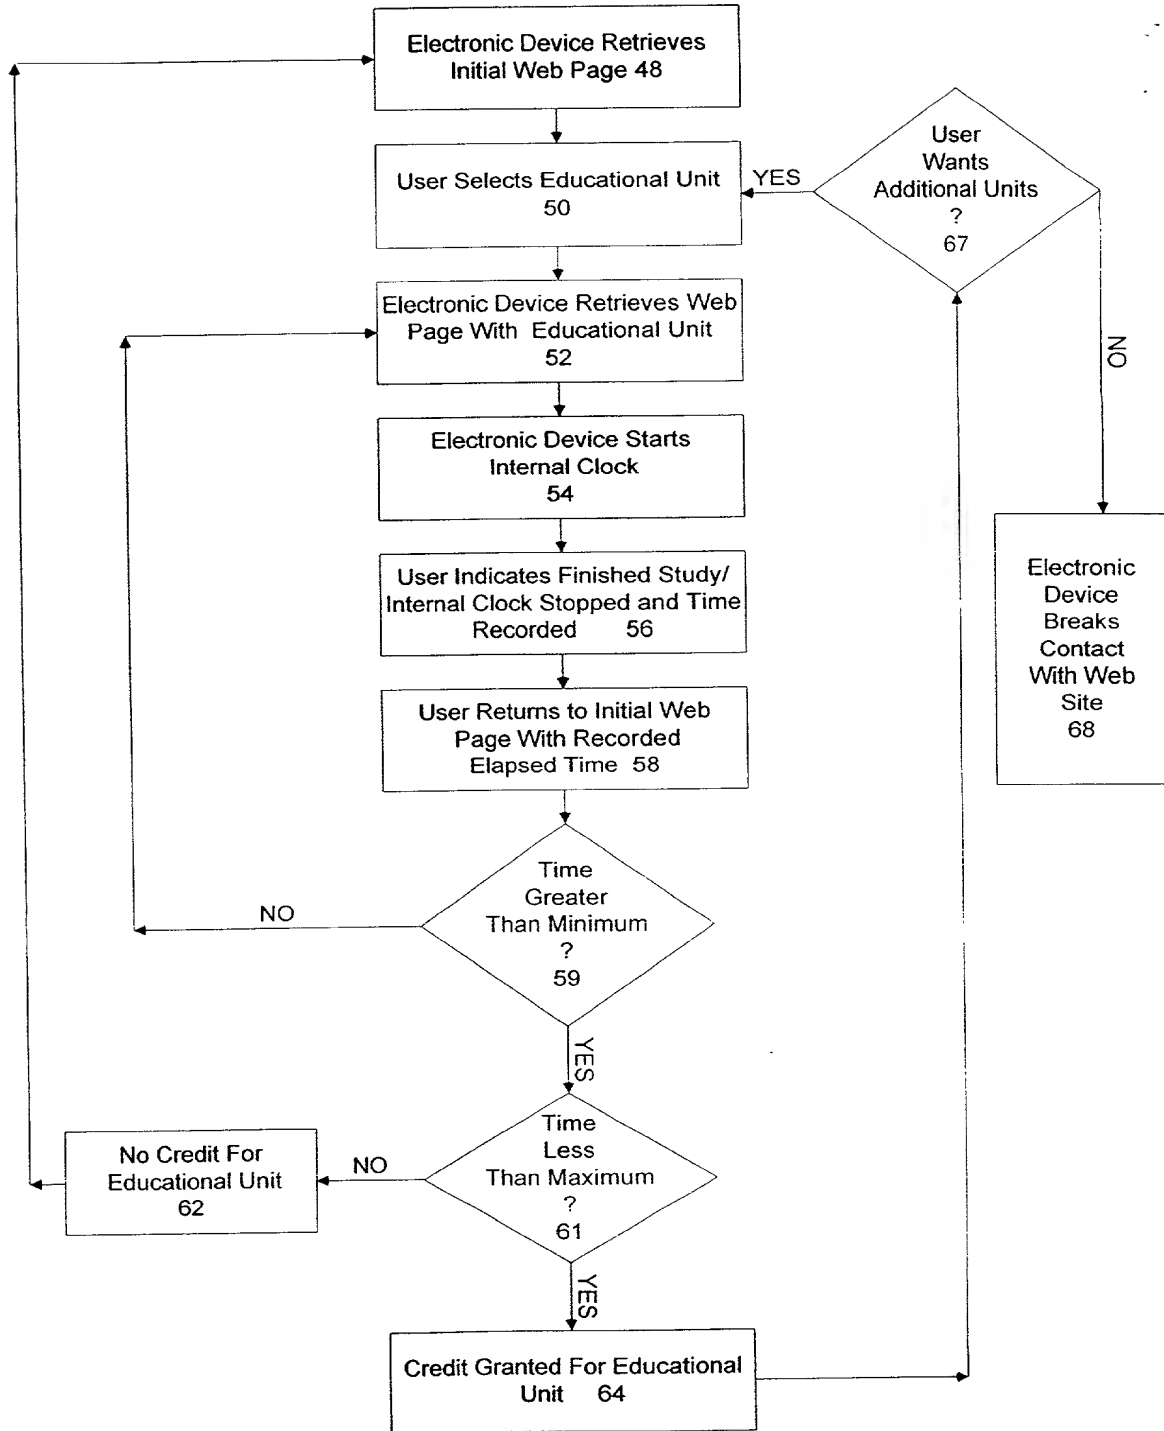 Electronic Device Retrieves
Initial Web Page 48
User Selects Educational Unit
50
YES
User
Wants
Additional Units
?
67
NO
Electronic Device Retrieves Web
Page With Educational Unit
52
Electronic Device Starts
Internal Clock
54
User Indicates Finished Study/
Internal Clock Stopped and Time
Recorded 56
Electronic
Device
Breaks
Contact
With Web
Site
68
User Returns to Initial Web
Page With Recorded
Elapsed Time 58
Time
Greater
Than Minimum
?
59
NO
YES
Time
Less
Than Maximum
?
61
NO
No Credit For
Educational Unit
62
YES
Credit Granted For Educational
Unit 64